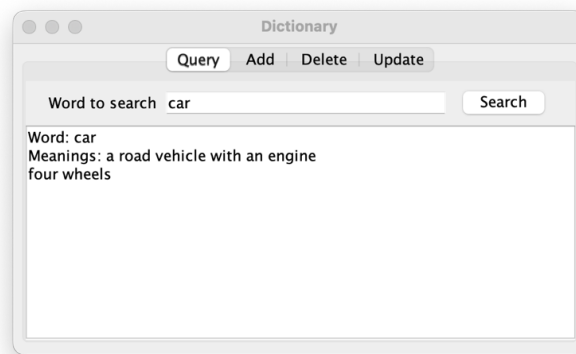 Dictionary
Query Add Delete Update
Word to search car Search
Word: car
Meanings: a road vehicle with an engine
four wheels